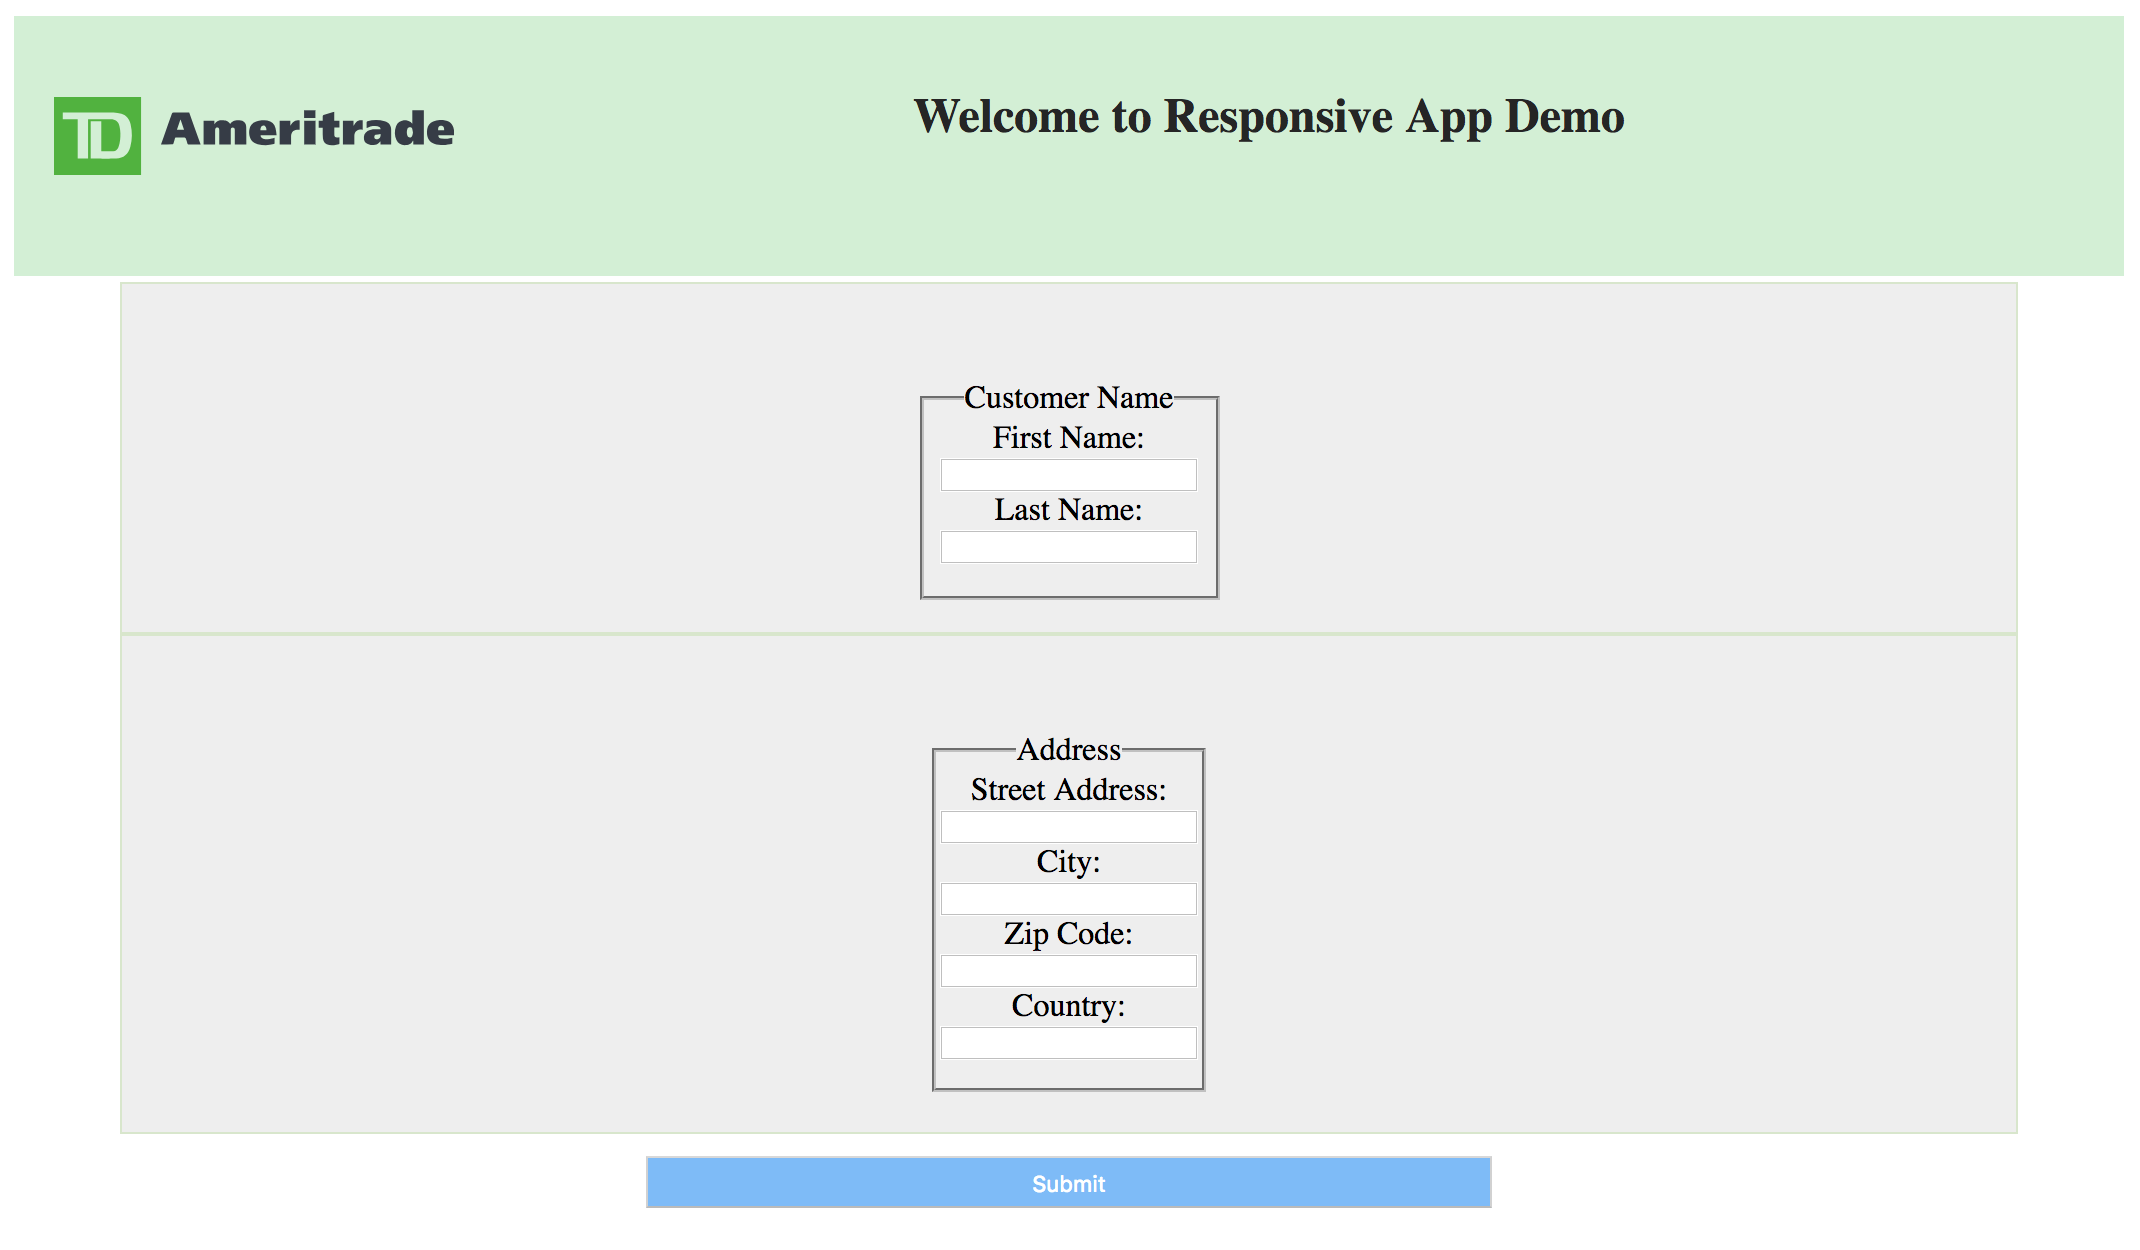 TD Ameritrade
Welcome to Responsive App Demo
Customer Name
First Name:
Last Name:
Address
Street Address:
City:
Zip Code:
Country:
Submit